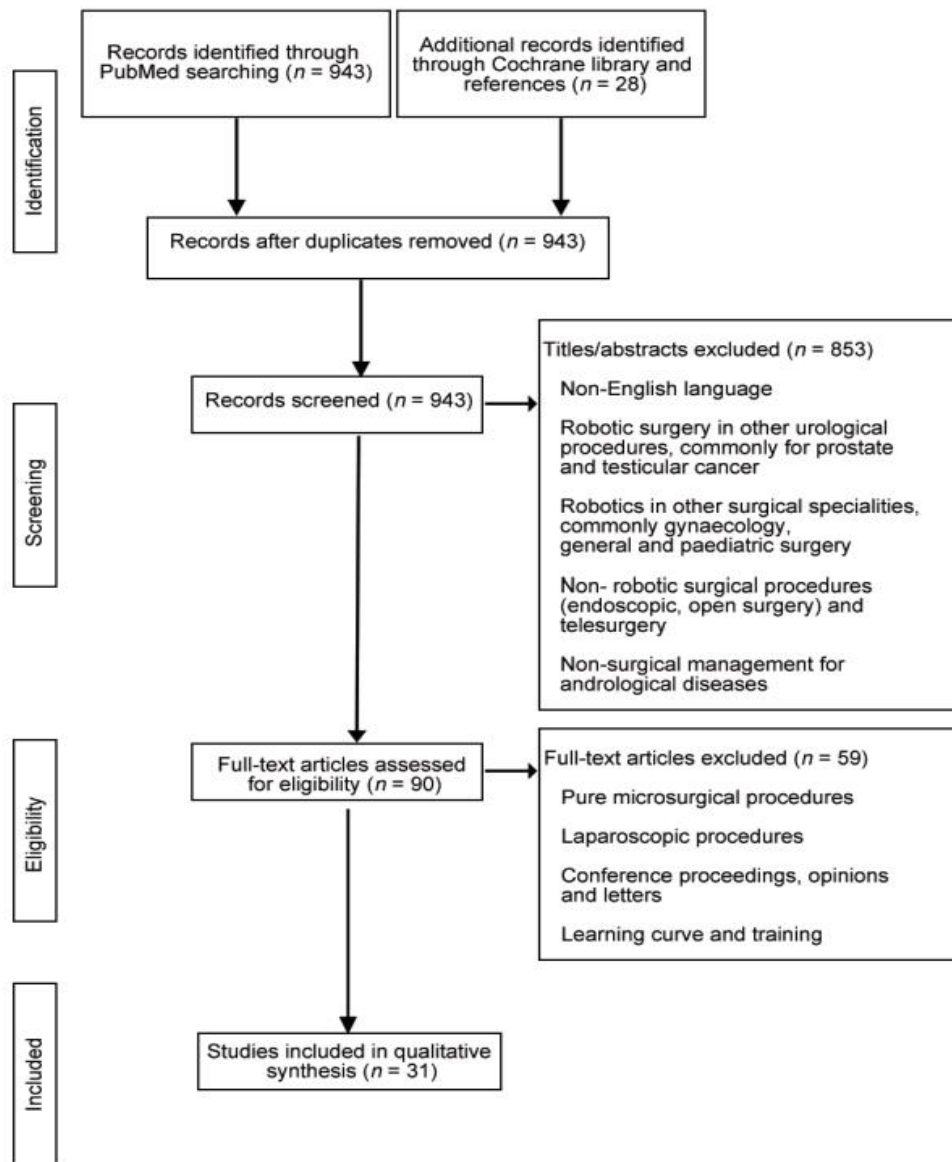 Identification
Records identified through
PubMed searching (n = 943)
Additional records identified
through Cochrane library and
references (n = 28)
Records after duplicates removed (n = 943)
Screening
Records screened (n = 943)
Titles/abstracts excluded (n = 853)
Non-English language
Robotic surgery in other urological
procedures, commonly for prostate
and testicular cancer
Robotics in other surgical specialities,
commonly gynaecology,
general and paediatric surgery
Non- robotic surgical procedures
(endoscopic, open surgery) and
telesurgery
Non-surgical management for
andrological diseases
Eligibility
Full-text articles assessed
for eligibility (n = 90)
Full-text articles excluded (n = 59)
Pure microsurgical procedures
Laparoscopic procedures
Conference proceedings, opinions
and letters
Learning curve and training
Included
Studies included in qualitative
synthesis (n = 31)